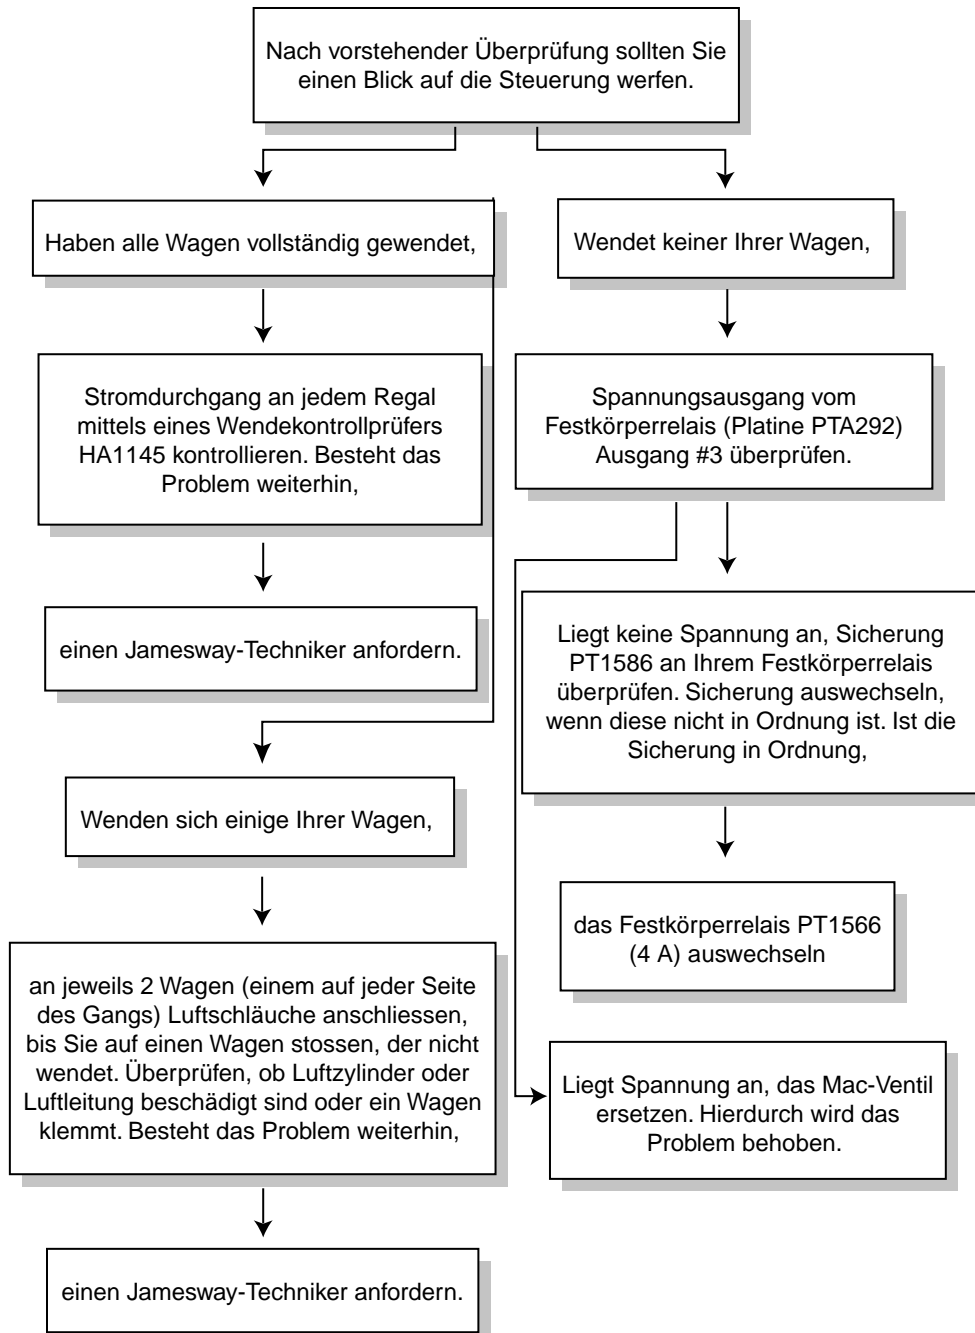 Nach vorstehender Überprüfung sollten Sie
einen Blick auf die Steuerung werfen.
Haben alle Wagen vollständig gewendet,
Stromdurchgang an jedem Regal
mittels eines Wendekontrollprüfers
HA1145 kontrollieren. Besteht das
Problem weiterhin,
einen Jamesway-Techniker anfordern.
Wenden sich einige Ihrer Wagen,
an jeweils 2 Wagen (einem auf jeder Seite
des Gangs) Luftschläuche anschliessen,
bis Sie auf einen Wagen stossen, der nicht
wendet. Überprüfen, ob Luftzylinder oder
Luftleitung beschädigt sind oder ein Wagen
klemmt. Besteht das Problem weiterhin,
einen Jamesway-Techniker anfordern.
Wendet keiner Ihrer Wagen,
Spannungsausgang vom
Festkörperrelais (Platine PTA292)
Ausgang #3 überprüfen.
Liegt keine Spannung an, Sicherung
PT1586 an Ihrem Festkörperrelais
überprüfen. Sicherung auswechseln,
wenn diese nicht in Ordnung ist. Ist die
Sicherung in Ordnung,
das Festkörperrelais PT1566
(4 A) auswechseln
Liegt Spannung an, das Mac-Ventil
ersetzen. Hierdurch wird das
Problem behoben.